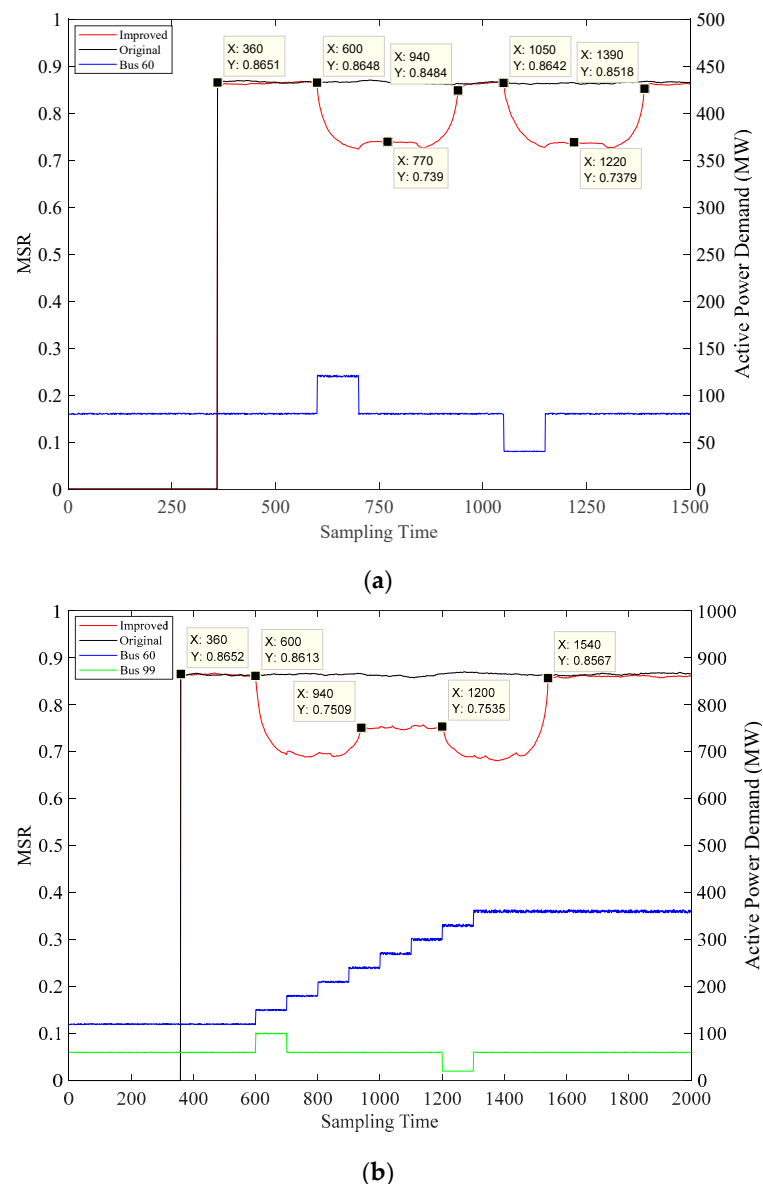 Improved
Original
Bus 60
X: 360
Y: 0.8651
X: 600
Y: 0.8648
X: 940
Y: 0.8484
X: 1050
Y: 0.8642
X: 1390
Y: 0.8518
X: 770
Y: 0.739
X: 1220
Y: 0.7379
1
0.9
0.8
0.7
0.6
0.5
0.4
0.3
0.2
0.1
0
MSR
500
450
400
350
300
250
200
150
100
50
0
Active Power Demand (MW)
0 250 500 750 1000 1250 1500
Sampling Time
(a)
Improved
Original
Bus 60
Bus 99
X: 360
Y: 0.8652
X: 600
Y: 0.8613
X: 940
Y: 0.7509
X: 1200
Y: 0.7535
X: 1540
Y: 0.8567
1
0.9
0.8
0.7
0.6
0.5
0.4
0.3
0.2
0.1
0
MSR
1000
900
800
700
600
500
400
300
200
100
0
Active Power Demand (MW)
0 200 400 600 800 1000 1200 1400 1600 1800 2000
Sampling Time
(b)